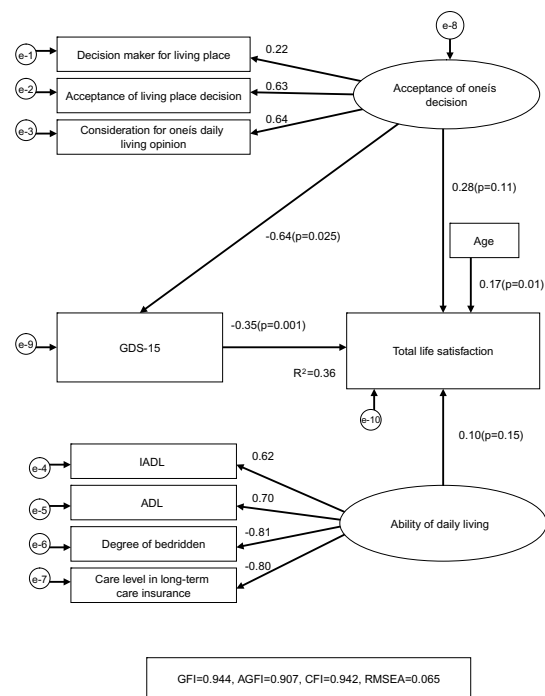 e-8
e-1
Decision maker for living place
0.22
Acceptance of oneís
decision
e-2
Acceptance of living place decision
0.63
e-3
Consideration for oneís daily
living opinion
0.64
0.28(p=0.11)
-0.64(p=0.025)
Age
0.17(p=0.01)
e-9
GDS-15
-0.35(p=0.001)
R²=0.36
Total life satisfaction
e-10
0.10(p=0.15)
e-4
IADL
0.62
e-5
ADL
0.70
e-6
Degree of bedridden
-0.81
Ability of daily living
e-7
Care level in long-term
care insurance
-0.80
GFI=0.944, AGFI=0.907, CFI=0.942, RMSEA=0.065